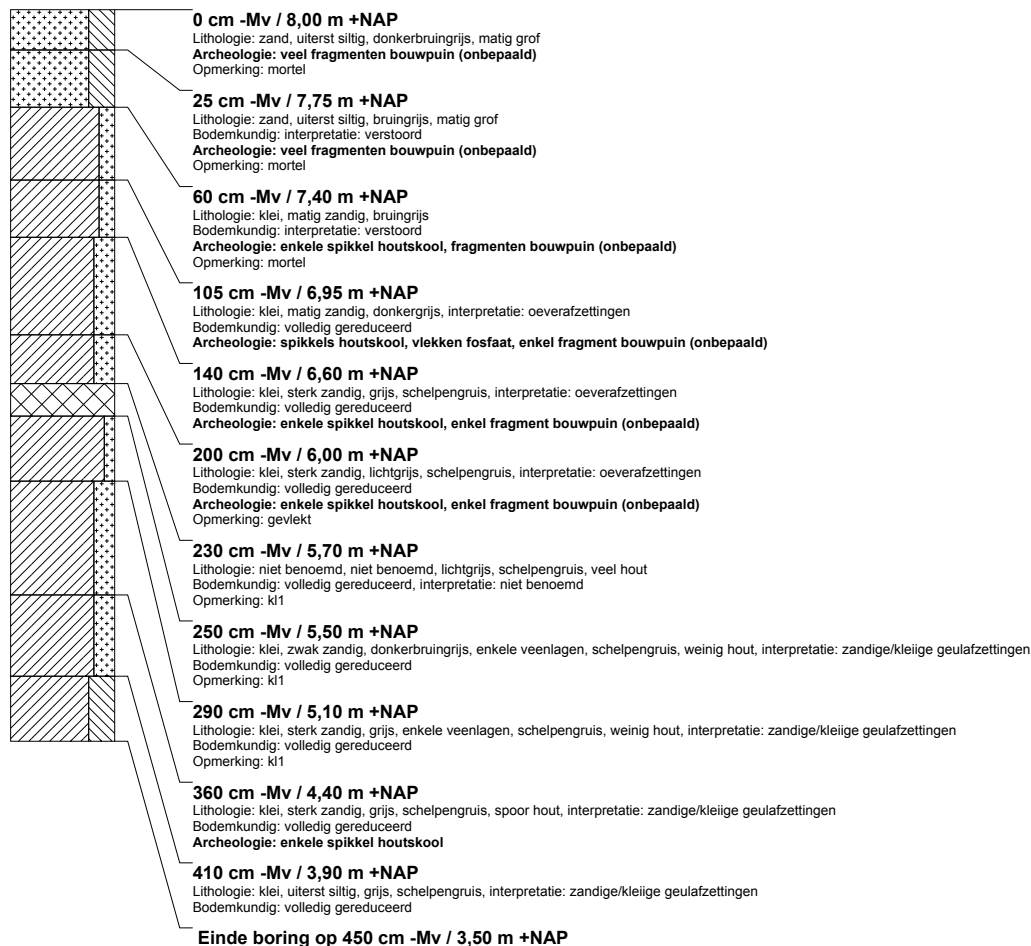 0 cm -Mv / 8,00 m +NAP
Lithologie: zand, uiterst siltig, donkerbruingrijs, matig grof
Archeologie: veel fragmenten bouwpuin (onbepaald)
Opmerking: mortel
25 cm -Mv / 7,75 m +NAP
Lithologie: zand, uiterst siltig, bruingrijs, matig grof
Bodemkundig: interpretatie: verstoord
Archeologie: veel fragmenten bouwpuin (onbepaald)
Opmerking: mortel
60 cm -Mv / 7,40 m +NAP
Lithologie: klei, matig zandig, bruingrijs
Bodemkundig: interpretatie: verstoord
Archeologie: enkele spikkel houtskool, fragmenten bouwpuin (onbepaald)
Opmerking: mortel
105 cm -Mv / 6,95 m +NAP
Lithologie: klei, matig zandig, donkergrijs, interpretatie: oeverafzettingen
Bodemkundig: volledig gereduceerd
Archeologie: spikkels houtskool, vlekken fosfaat, enkel fragment bouwpuin (onbepaald)
140 cm -Mv / 6,60 m +NAP
Lithologie: klei, sterk zandig, grijs, schelpengruis, interpretatie: oeverafzettingen
Bodemkundig: volledig gereduceerd
Archeologie: enkele spikkel houtskool, enkel fragment bouwpuin (onbepaald)
200 cm -Mv / 6,00 m +NAP
Lithologie: klei, sterk zandig, lichtgrijs, schelpengruis, interpretatie: oeverafzettingen
Bodemkundig: volledig gereduceerd
Archeologie: enkele spikkel houtskool, enkel fragment bouwpuin (onbepaald)
Opmerking: gevlekt
230 cm -Mv / 5,70 m +NAP
Lithologie: niet benoemd, niet benoemd, lichtgrijs, schelpengruis, veel hout
Bodemkundig: volledig gereduceerd, interpretatie: niet benoemd
Opmerking: kl1
250 cm -Mv / 5,50 m +NAP
Lithologie: klei, zwak zandig, donkerbruingrijs, enkele veenlagen, schelpengruis, weinig hout, interpretatie: zandige/kleiige geulafzettingen
Bodemkundig: volledig gereduceerd
Opmerking: kl1
290 cm -Mv / 5,10 m +NAP
Lithologie: klei, sterk zandig, grijs, enkele veenlagen, schelpengruis, weinig hout, interpretatie: zandige/kleiige geulafzettingen
Bodemkundig: volledig gereduceerd
Opmerking: kl1
360 cm -Mv / 4,40 m +NAP
Lithologie: klei, sterk zandig, grijs, schelpengruis, spoor hout, interpretatie: zandige/kleiige geulafzettingen
Bodemkundig: volledig gereduceerd
Archeologie: enkele spikkel houtskool
410 cm -Mv / 3,90 m +NAP
Lithologie: klei, uiterst siltig, grijs, schelpengruis, interpretatie: zandige/kleiige geulafzettingen
Bodemkundig: volledig gereduceerd
Einde boring op 450 cm -Mv / 3,50 m +NAP